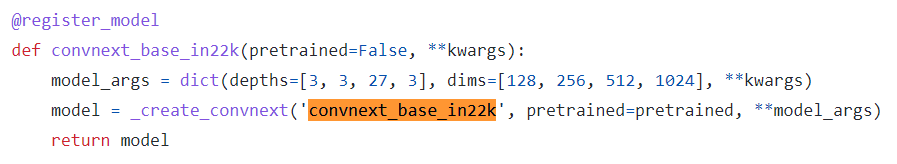 @register_model
def convnext_base_in22k(pretrained=False, **kwargs):
    model_args = dict(depths=[3, 3, 27, 3], dims=[128, 256, 512, 1024], **kwargs)
    model = _create_convnext('convnext_base_in22k', pretrained=pretrained, **model_args)
    return model